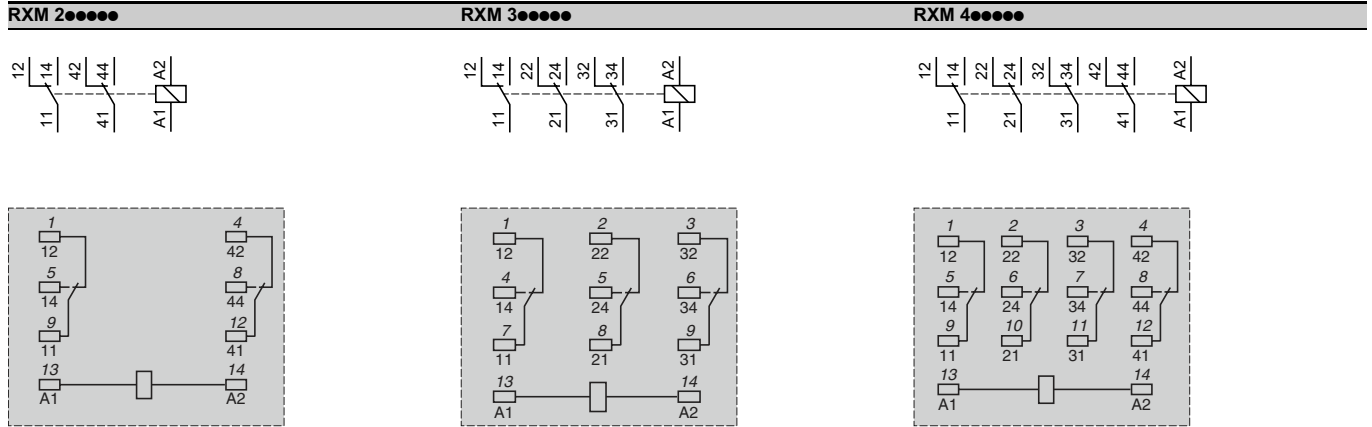 RXM 2●●●●● RXM 3●●●●● RXM 4●●●●●
12 14 42 44 A2 12 14 22 24 32 34 A2 12 14 22 24 32 34 42 44 A2
11 41 A1 11 21 31 A1 11 21 31 41 A1
1 4 1 2 3 1 2 3 4
12 42 12 22 32 12 22 32 42
5 8 4 5 6 5 6 7 8
14 44 14 24 34 14 24 34 44
9 12 7 8 9 9 10 11 12
11 41 11 21 31 11 21 31 41
13 14 13 14 13 14
A1 A2 A1 A2 A1 A2